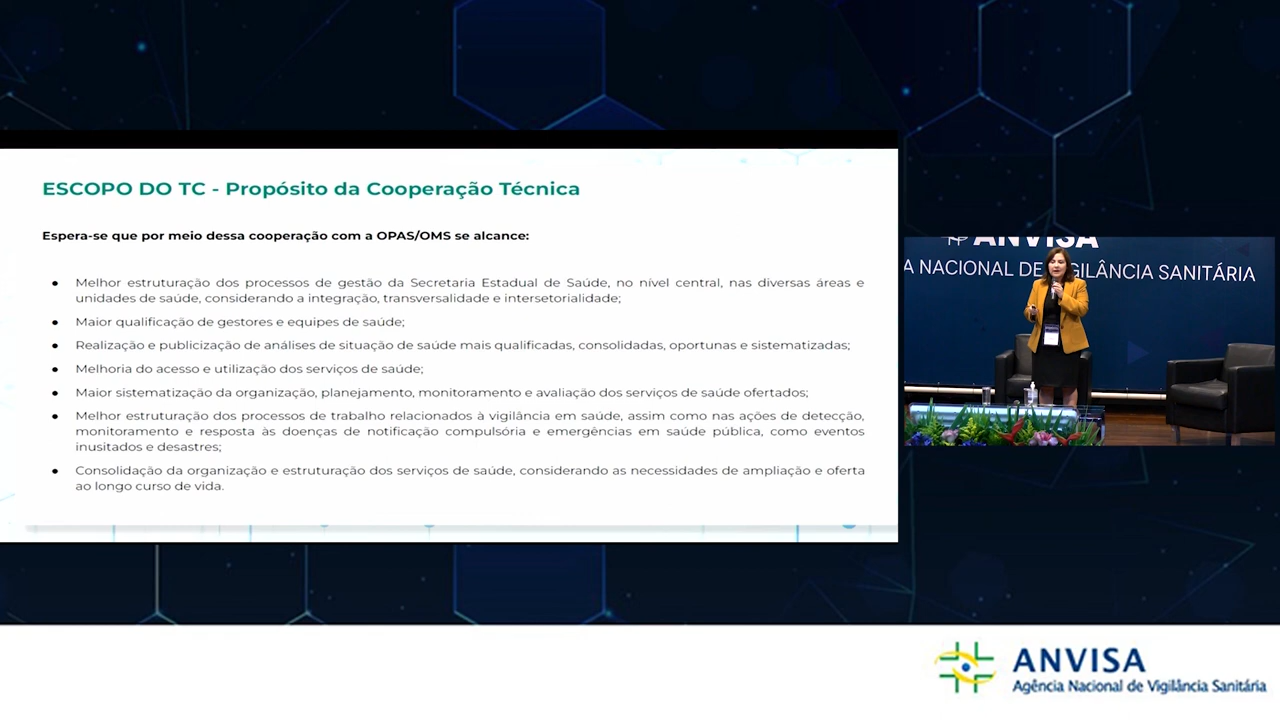 ESCOPO DO TC - Propósito da Cooperação Técnica
Espera-se que por meio dessa cooperação com a OPAS/OMS se alcance:
● Melhor estruturação dos processos de gestão da Secretaria Estadual de Saúde, no nível central, nas diversas áreas e
unidades de saúde, considerando a integração, transversalidade e intersetorialidade;
● Maior qualificação de gestores e equipes de saúde;
● Realização e publicização de análises de situação de saúde mais qualificadas, consolidadas, oportunas e sistematizadas;
● Melhoria do acesso e utilização dos serviços de saúde;
● Maior sistematização da organização, planejamento, monitoramento e avaliação dos serviços de saúde ofertados;
● Melhor estruturação dos processos de trabalho relacionados à vigilância em saúde, assim como nas ações de detecção,
monitoramento e resposta às doenças de notificação compulsória e emergências em saúde pública, como eventos
inusitados e desastres;
● Consolidação da organização e estruturação dos serviços de saúde, considerando as necessidades de ampliação e oferta
ao longo curso de vida.
ANVISA
A NACIONAL DE VIGILÂNCIA SANITÁRIA
ANVISA
Agência Nacional de Vigilância Sanitária